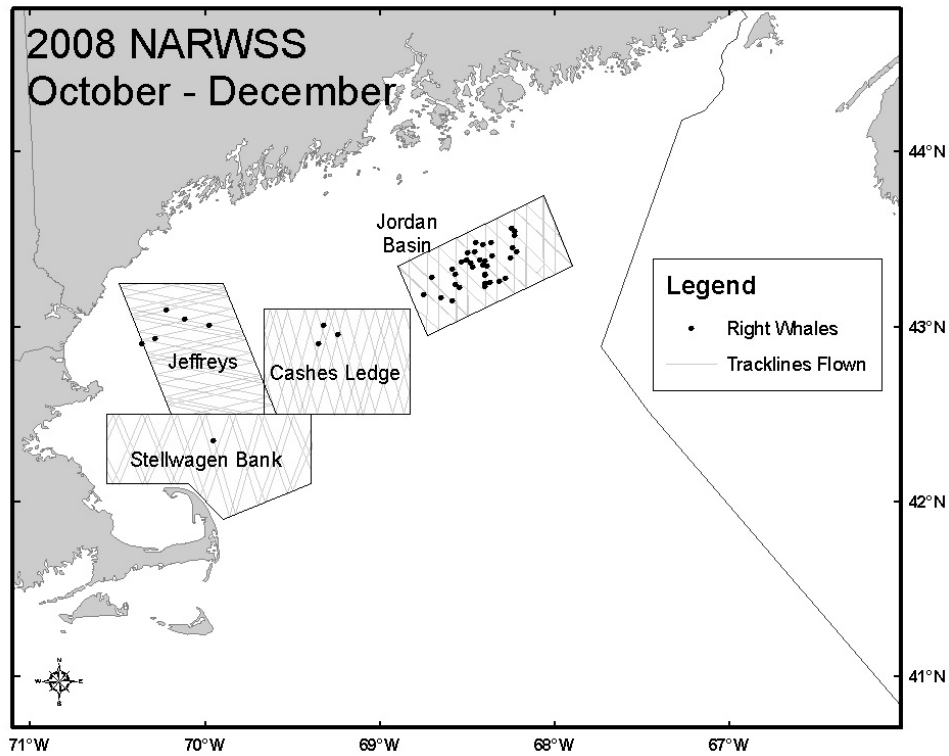 2008 NARWSS
October - December
Jordan
Basin
Jeffreys
Cashes Ledge
Stellwagen Bank
Legend
Right Whales
Tracklines Flown
44°N
43°N
42°N
41°N
N
W E
S
71°W 70°W 69°W 68°W 67°W 66°W